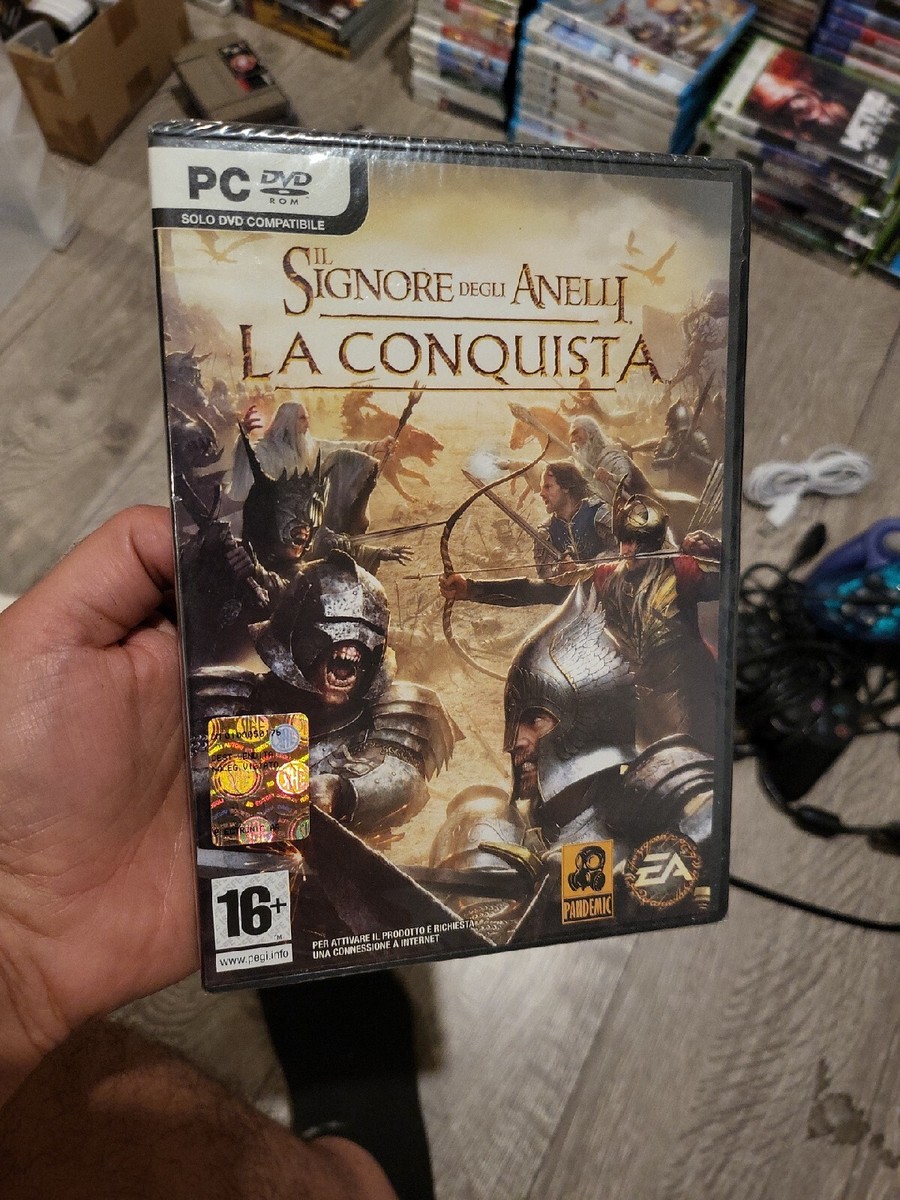 PC DVD
ROM
SOLO DVD COMPATIBILE
IL
SIGNORE DEGLI ANELLI
LA CONQUISTA
16+
www.pegi.info
PER ATTIVARE IL PRODOTTO È RICHIESTA
UNA CONNESSIONE A INTERNET
PANDEMIC
EA
METRO